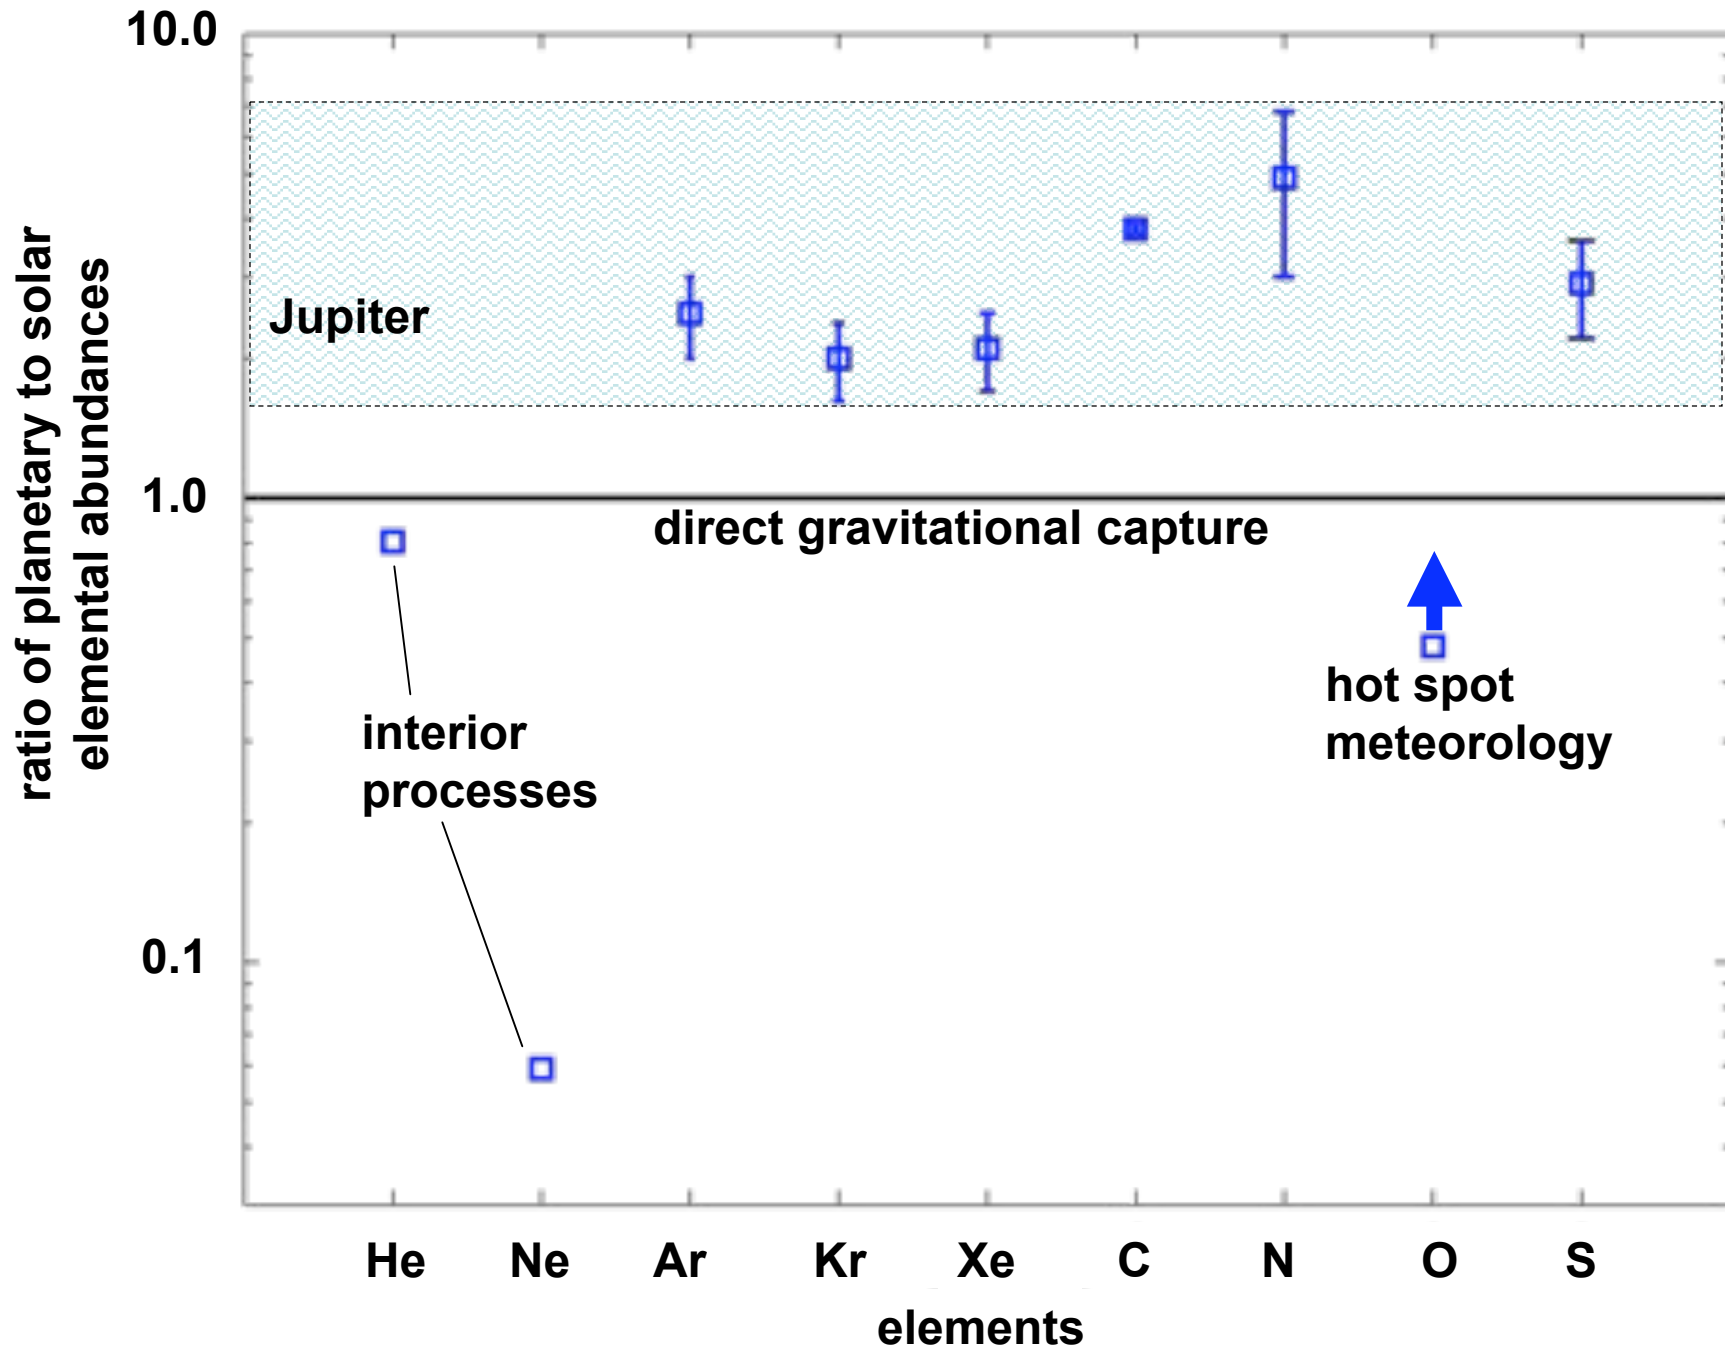 10.0
1.0
0.1
ratio of planetary to solar
elemental abundances
Jupiter
direct gravitational capture
interior
processes
hot spot
meteorology
He Ne Ar Kr Xe C N O S
elements